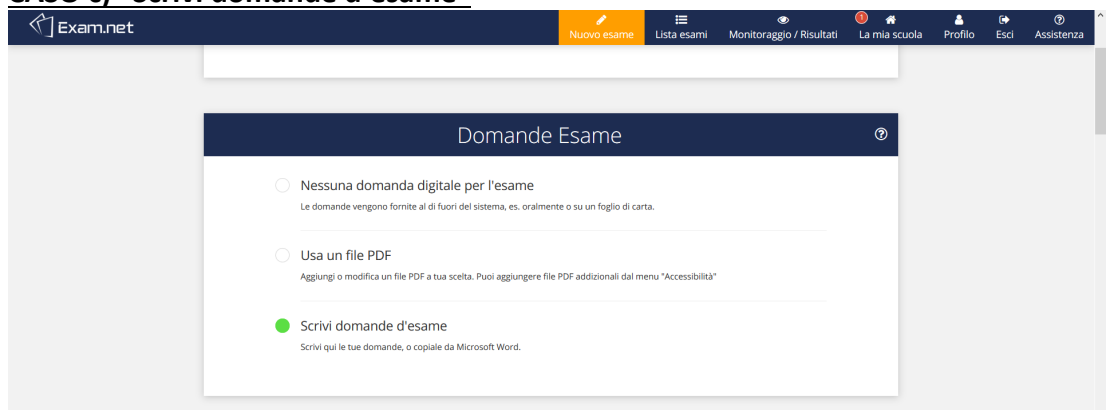 Exam.net
Nuovo esame
Lista esami
Monitoraggio / Risultati
1
La mia scuola
Profilo
Esci
Assistenza
Domande Esame
Nessuna domanda digitale per l'esame
Le domande vengono fornite al di fuori del sistema, es. oralmente o su un foglio di carta.
Usa un file PDF
Aggiungi o modifica un file PDF a tua scelta. Puoi aggiungere file PDF addizionali dal menu "Accessibilità"
Scrivi domande d'esame
Scrivi qui le tue domande, o copiale da Microsoft Word.